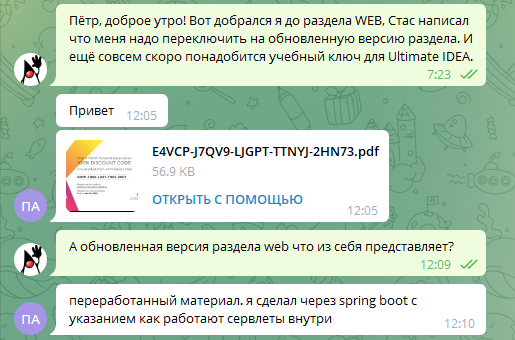 Пётр, доброе утро! Вот добрался я до раздела WEB, Стас написал
что меня надо переключить на обновленную версию раздела. И
ещё совсем скоро понадобится учебный ключ для Ultimate IDEA.
7:23
Привет
12:05
E4VCP-J7QV9-LJGPT-TTNYJ-2HN73.pdf
56.9 KB
ОТКРЫТЬ С ПОМОЩЬЮ
ПА
12:05
А обновленная версия раздела web что из себя представляет?
12:09
переработанный материал. я сделал через spring boot с
указанием как работают сервлеты внутри
ПА
12:10